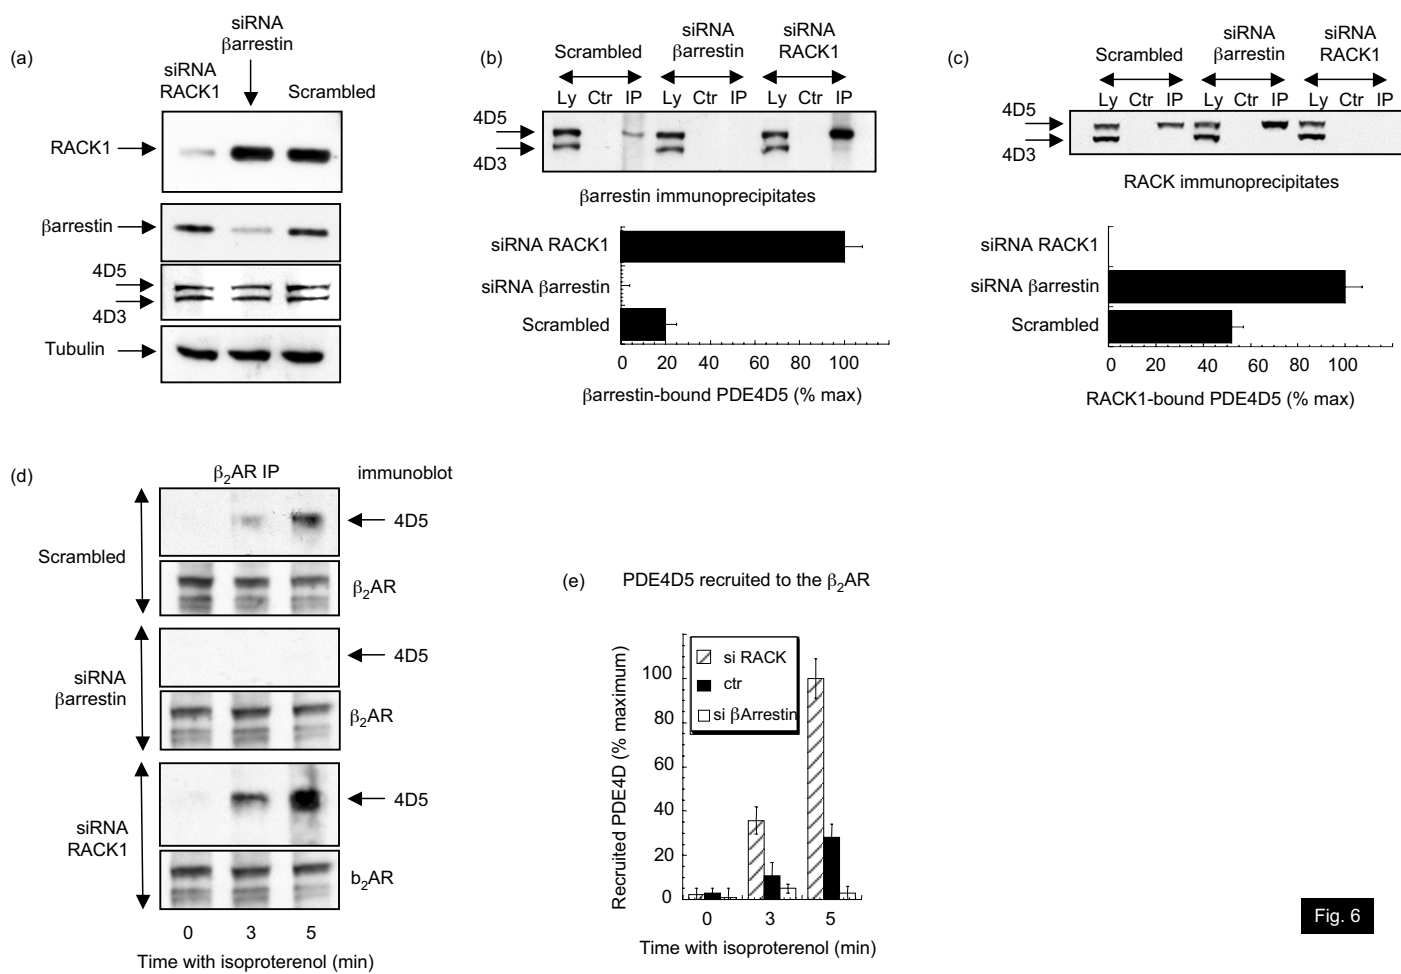 (a)
siRNA
βarrestin
siRNA
RACK1
Scrambled
RACK1
βarrestin
4D5
4D3
Tubulin
(b)
Scrambled
siRNA
βarrestin
siRNA
RACK1
Ly Ctr IP Ly Ctr IP Ly IP
4D5
4D3
βarrestin immunoprecipitates
siRNA RACK1
siRNA βarrestin
Scrambled
0 20 40 60 80 100
βarrestin-bound PDE4D5 (% max)
(c)
Scrambled
siRNA
βarrestin
siRNA
RACK1
Ly Ctr IP Ly Ctr IP Ly Ctr IP
4D5
4D3
RACK immunoprecipitates
siRNA RACK1
siRNA βarrestin
Scrambled
0 20 40 60 80 100
RACK1-bound PDE4D5 (% max)
(d)
β₂AR IP
immunoblot
Scrambled
4D5
β₂AR
siRNA
βarrestin
4D5
β₂AR
siRNA
RACK1
4D5
b₂AR
0 3 5
Time with isoproterenol (min)
(e)
PDE4D5 recruited to the β₂AR
Recruited PDE4D (% maximum)
100
80
60
40
20
0
si RACK
ctr
si βArrestin
0 3 5
Time with isoproterenol (min)
Fig. 6